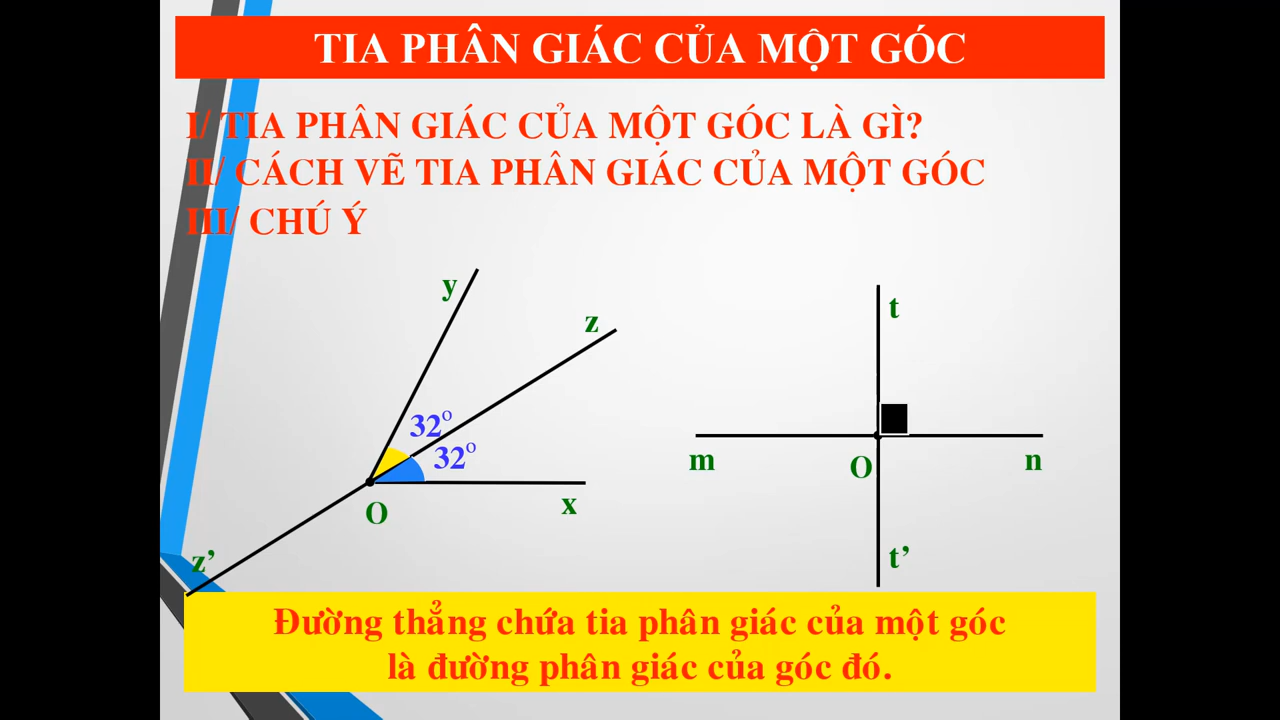 TIA PHÂN GIÁC CỦA MỘT GÓC
I/ TIA PHÂN GIÁC CỦA MỘT GÓC LÀ GÌ?
II/ CÁCH VẼ TIA PHÂN GIÁC CỦA MỘT GÓC
III/ CHÚ Ý
y
z
32°
32°
O
x
z’
t
m
O
n
t’
Đường thẳng chứa tia phân giác của một góc
là đường phân giác của góc đó.